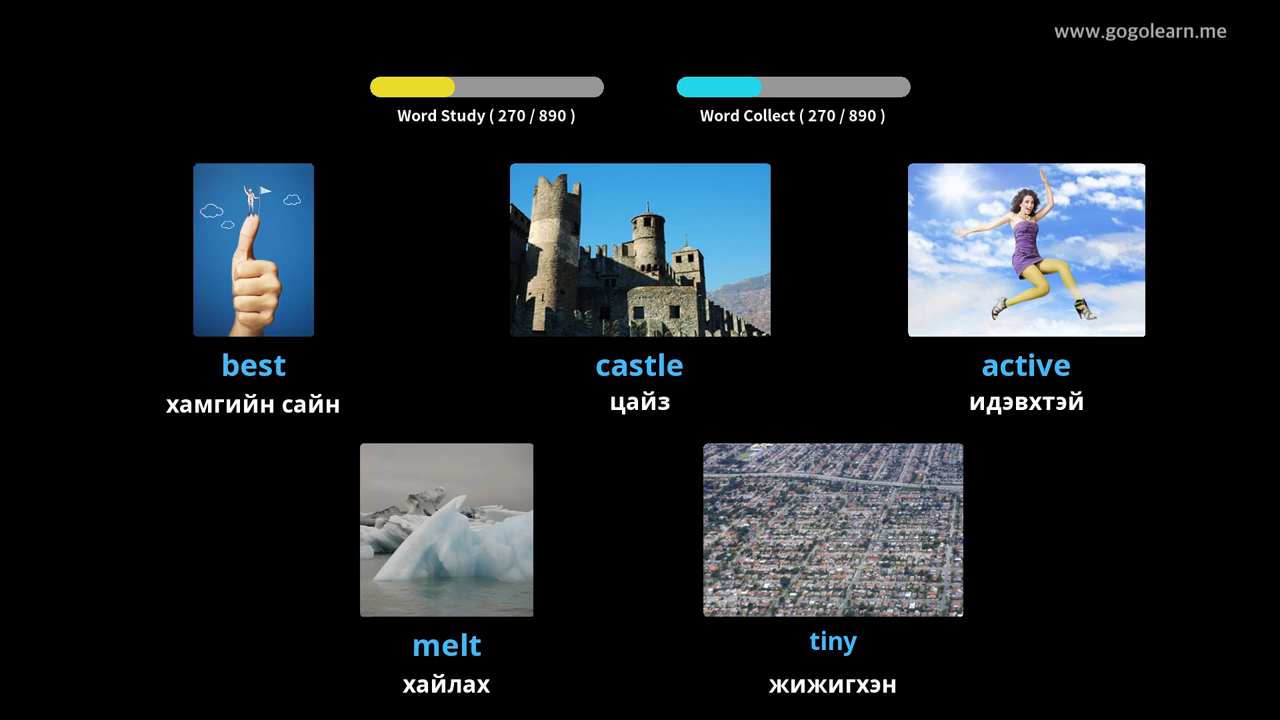 www.gogolearn.me
Word Study ( 270 / 890 )
Word Collect ( 270 / 890 )
best
хамгийн сайн
castle
цайз
active
идэвхтэй
melt
хайлах
tiny
жижигхэн